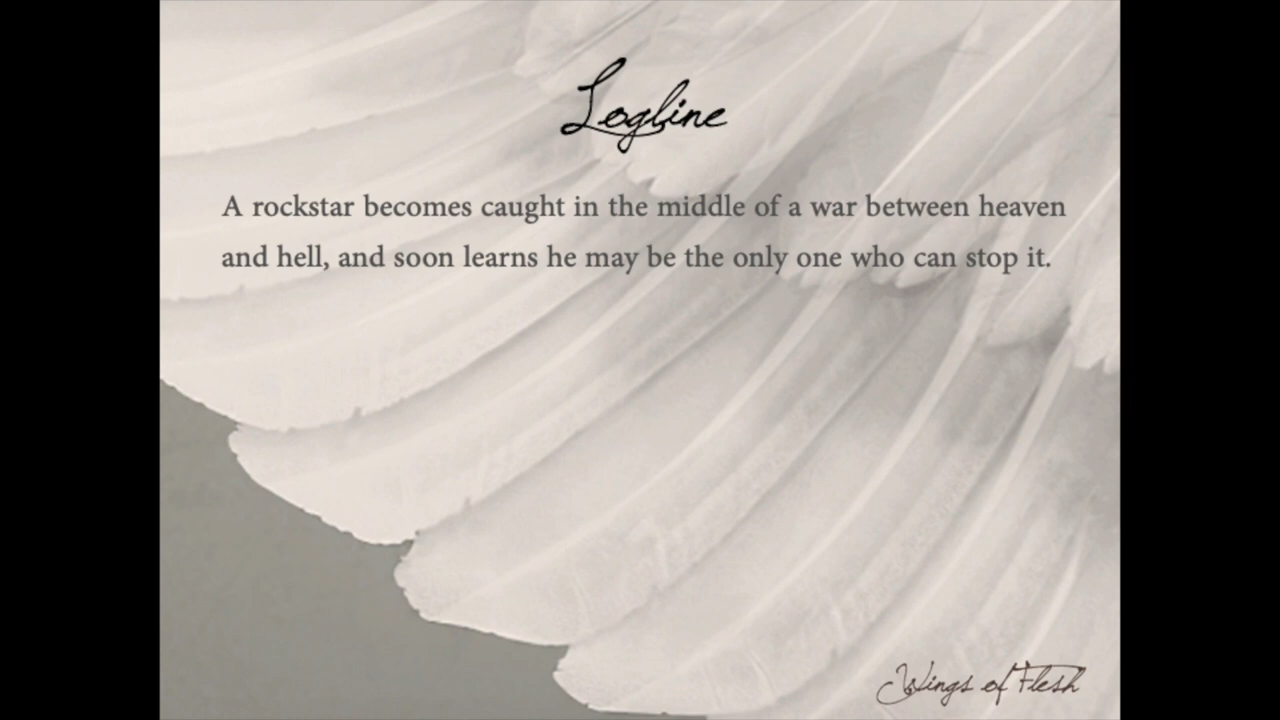 Logline
A rockstar becomes caught in the middle of a war between heaven
and hell, and soon learns he may be the only one who can stop it.
Wings of Flesh